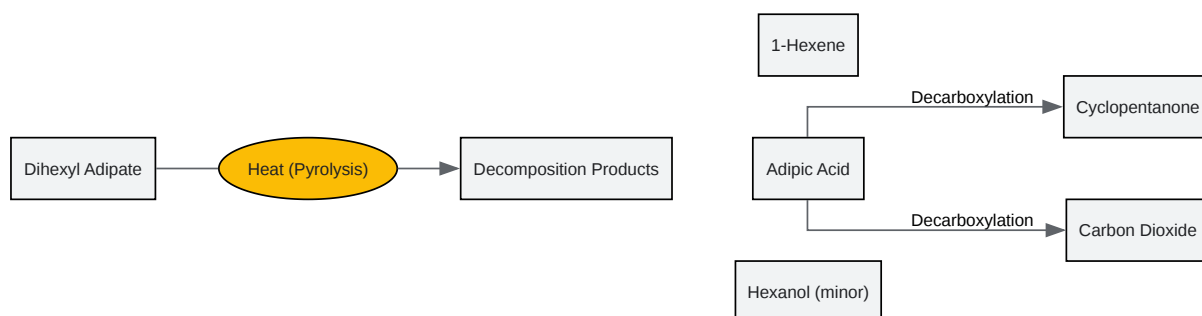 1-Hexene
Decarboxylation
Cyclopentanone
Dihexyl Adipate
Heat (Pyrolysis)
Decomposition Products
Adipic Acid
Decarboxylation
Carbon Dioxide
Hexanol (minor)